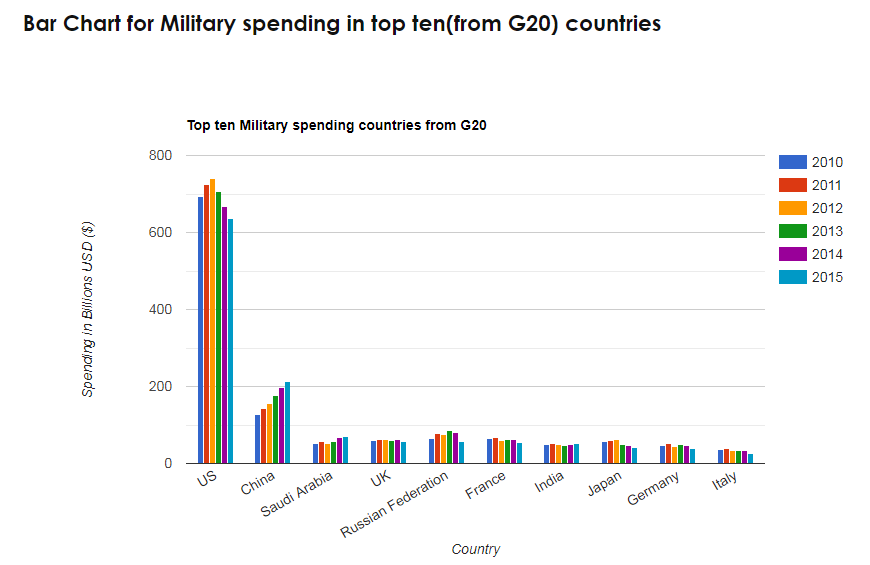 Bar Chart for Military spending in top ten(from G20) countries
Top ten Military spending countries from G20
800
600
400
200
0
Spending in Billions USD ($)
US
China
Saudi Arabia
UK
Russian Federation
France
India
Japan
Germany
Italy
Country
2010
2011
2012
2013
2014
2015